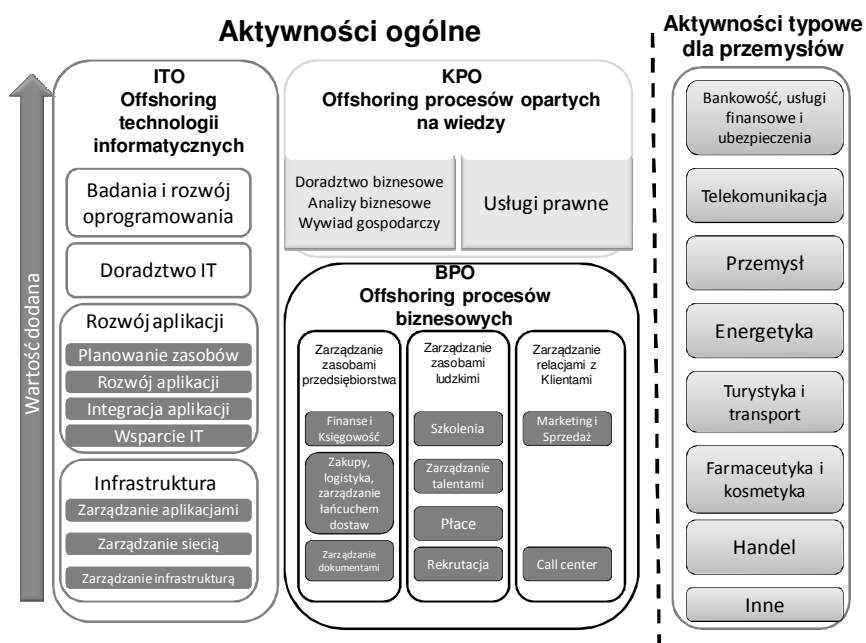 Aktywności ogólne
Aktywności typowe
dla przemysłów
Wartość dodana
ITO
Offshoring
technologii
informatycznych
Badania i rozwój
oprogramowania
Doradztwo IT
Rozwój aplikacji
Planowanie zasobów
Rozwój aplikacji
Integracja aplikacji
Wsparcie IT
Infrastruktura
Zarządzanie aplikacjami
Zarządzanie siecią
Zarządzanie infrastrukturą
KPO
Offshoring procesów opartych
na wiedzy
Doradztwo biznesowe
Analizy biznesowe
Wywiad gospodarczy
Usługi prawne
BPO
Offshoring procesów
biznesowych
Zarządzanie
zasobami
przedsiębiorstwa
Finanse i
Księgowość
Zakupy,
logistyka,
zarządzanie
łańcuchem
dostaw
Zarządzanie
dokumentami
Zarządzanie
zasobami
ludzkimi
Szkolenia
Zarządzanie
talentami
Płace
Rekrutacja
Zarządzanie
relacjami z
Klientami
Marketing i
Sprzedaż
Call center
Bankowość, usługi
finansowe i
ubezpieczenia
Telekomunikacja
Przemysł
Energetyka
Turystyka i
transport
Farmaceutyka i
kosmetyka
Handel
Inne